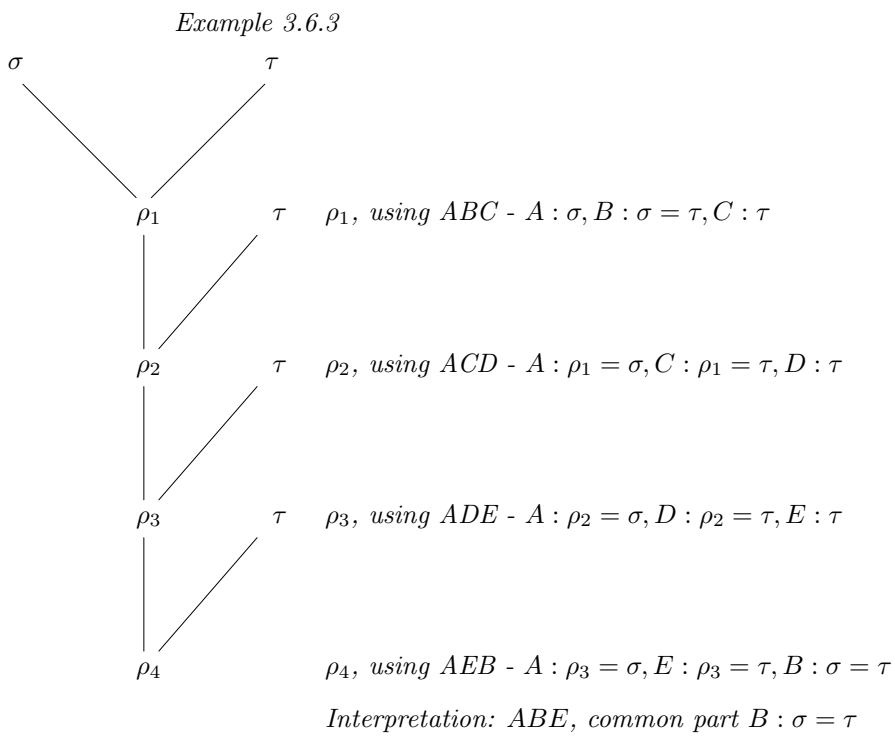 Example 3.6.3
σ τ
ρ₁ τ ρ₁, using ABC - A : σ, B : σ = τ, C : τ
ρ₂ τ ρ₂, using ACD - A : ρ₁ = σ, C : ρ₁ = τ, D : τ
ρ₃ τ ρ₃, using ADE - A : ρ₂ = σ, D : ρ₂ = τ, E : τ
ρ₄ ρ₄, using AEB - A : ρ₃ = σ, E : ρ₃ = τ, B : σ = τ
Interpretation: ABE, common part B : σ = τ